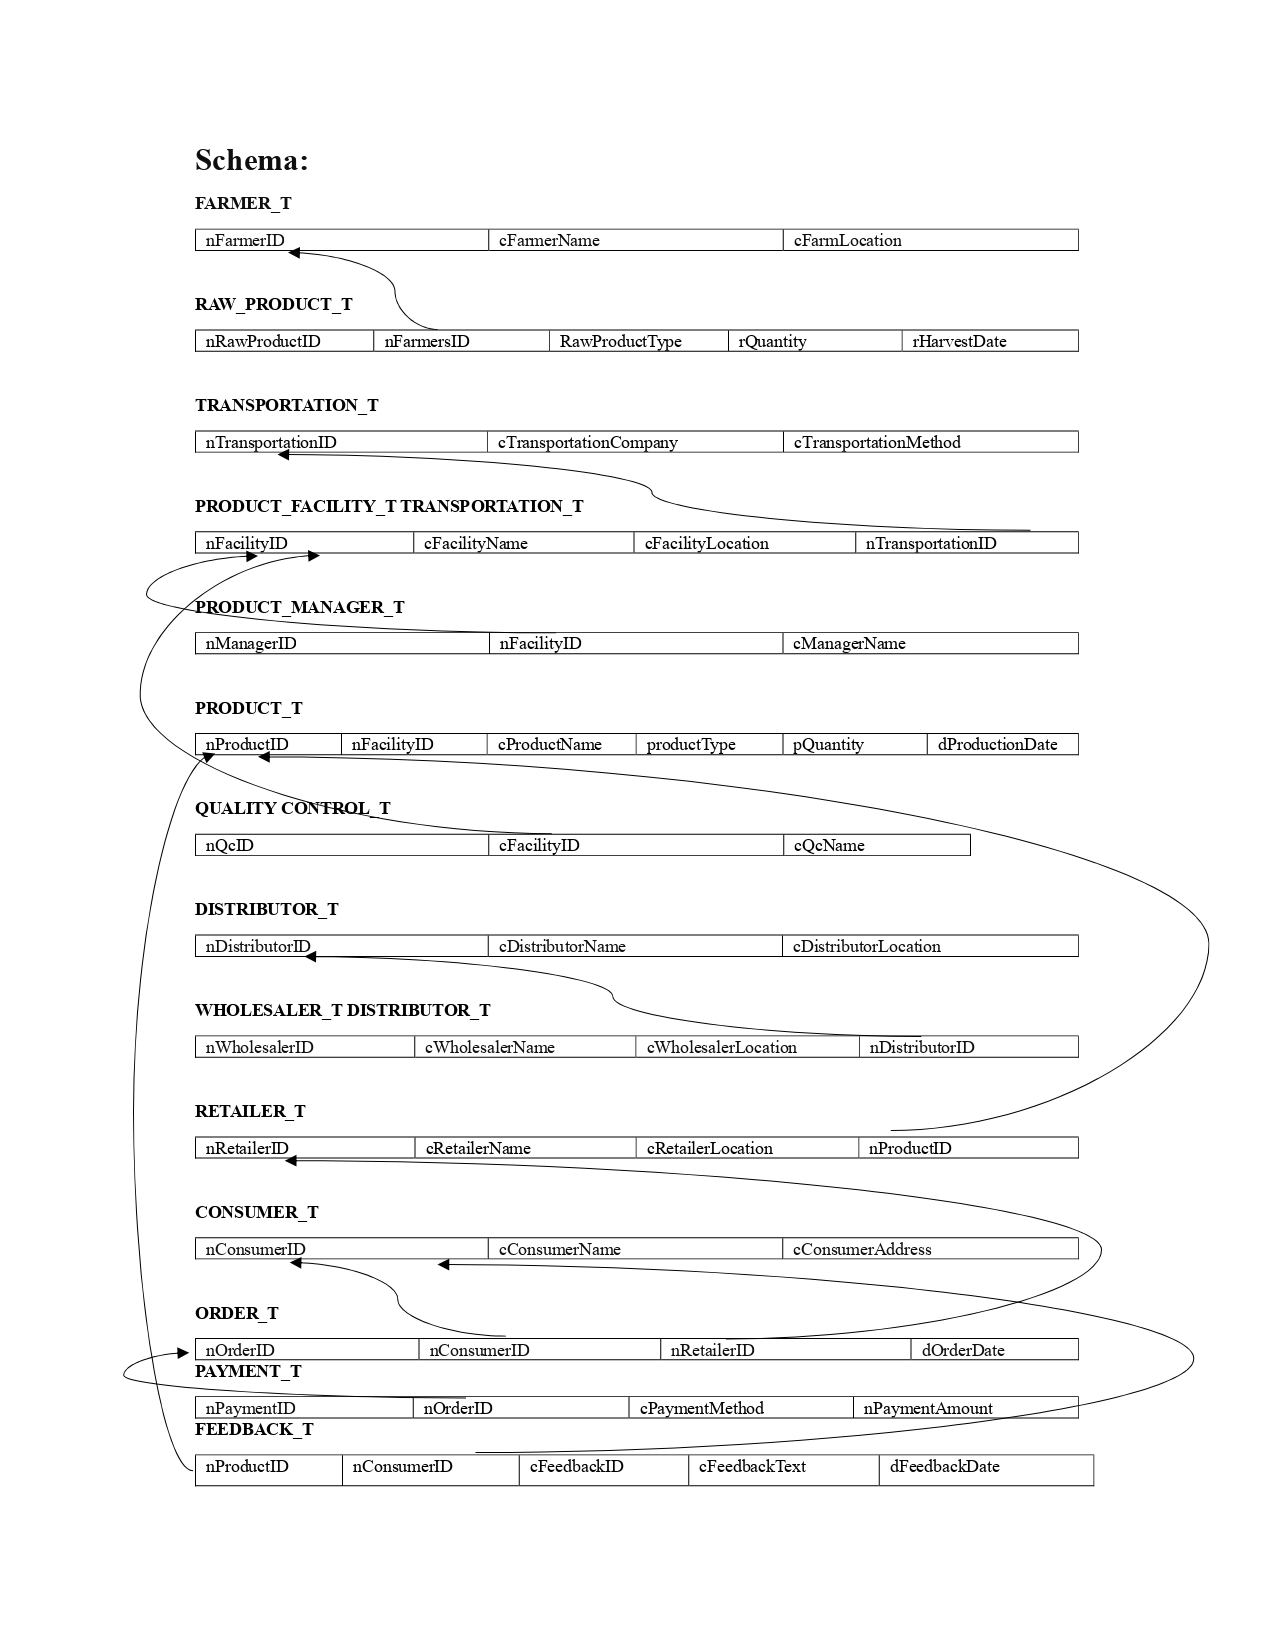 Schema:
FARMER_T
nFarmerID cFarmerName cFarmLocation
RAW_PRODUCT_T
nRawProductID nFarmersID RawProductType rQuantity rHarvestDate
TRANSPORTATION_T
nTransportationID cTransportationCompany cTransportationMethod
PRODUCT_FACILITY_T TRANSPORTATION_T
nFacilityID cFacilityName cFacilityLocation nTransportationID
PRODUCT_MANAGER_T
nManagerID nFacilityID cManagerName
PRODUCT_T
nProductID nFacilityID cProductName productType pQuantity dProductionDate
QUALITY CONTROL_T
nQcID cFacilityID cQcName
DISTRIBUTOR_T
nDistributorID cDistributorName cDistributorLocation
WHOLESALER_T DISTRIBUTOR_T
nWholesalerID cWholesalerName cWholesalerLocation nDistributorID
RETAILER_T
nRetailerID cRetailerName cRetailerLocation nProductID
CONSUMER_T
nConsumerID cConsumerName cConsumerAddress
ORDER_T
nOrderID nConsumerID nRetailerID dOrderDate
PAYMENT_T
nPaymentID nOrderID cPaymentMethod nPaymentAmount
FEEDBACK_T
nProductID nConsumerID cFeedbackID cFeedbackText dFeedbackDate